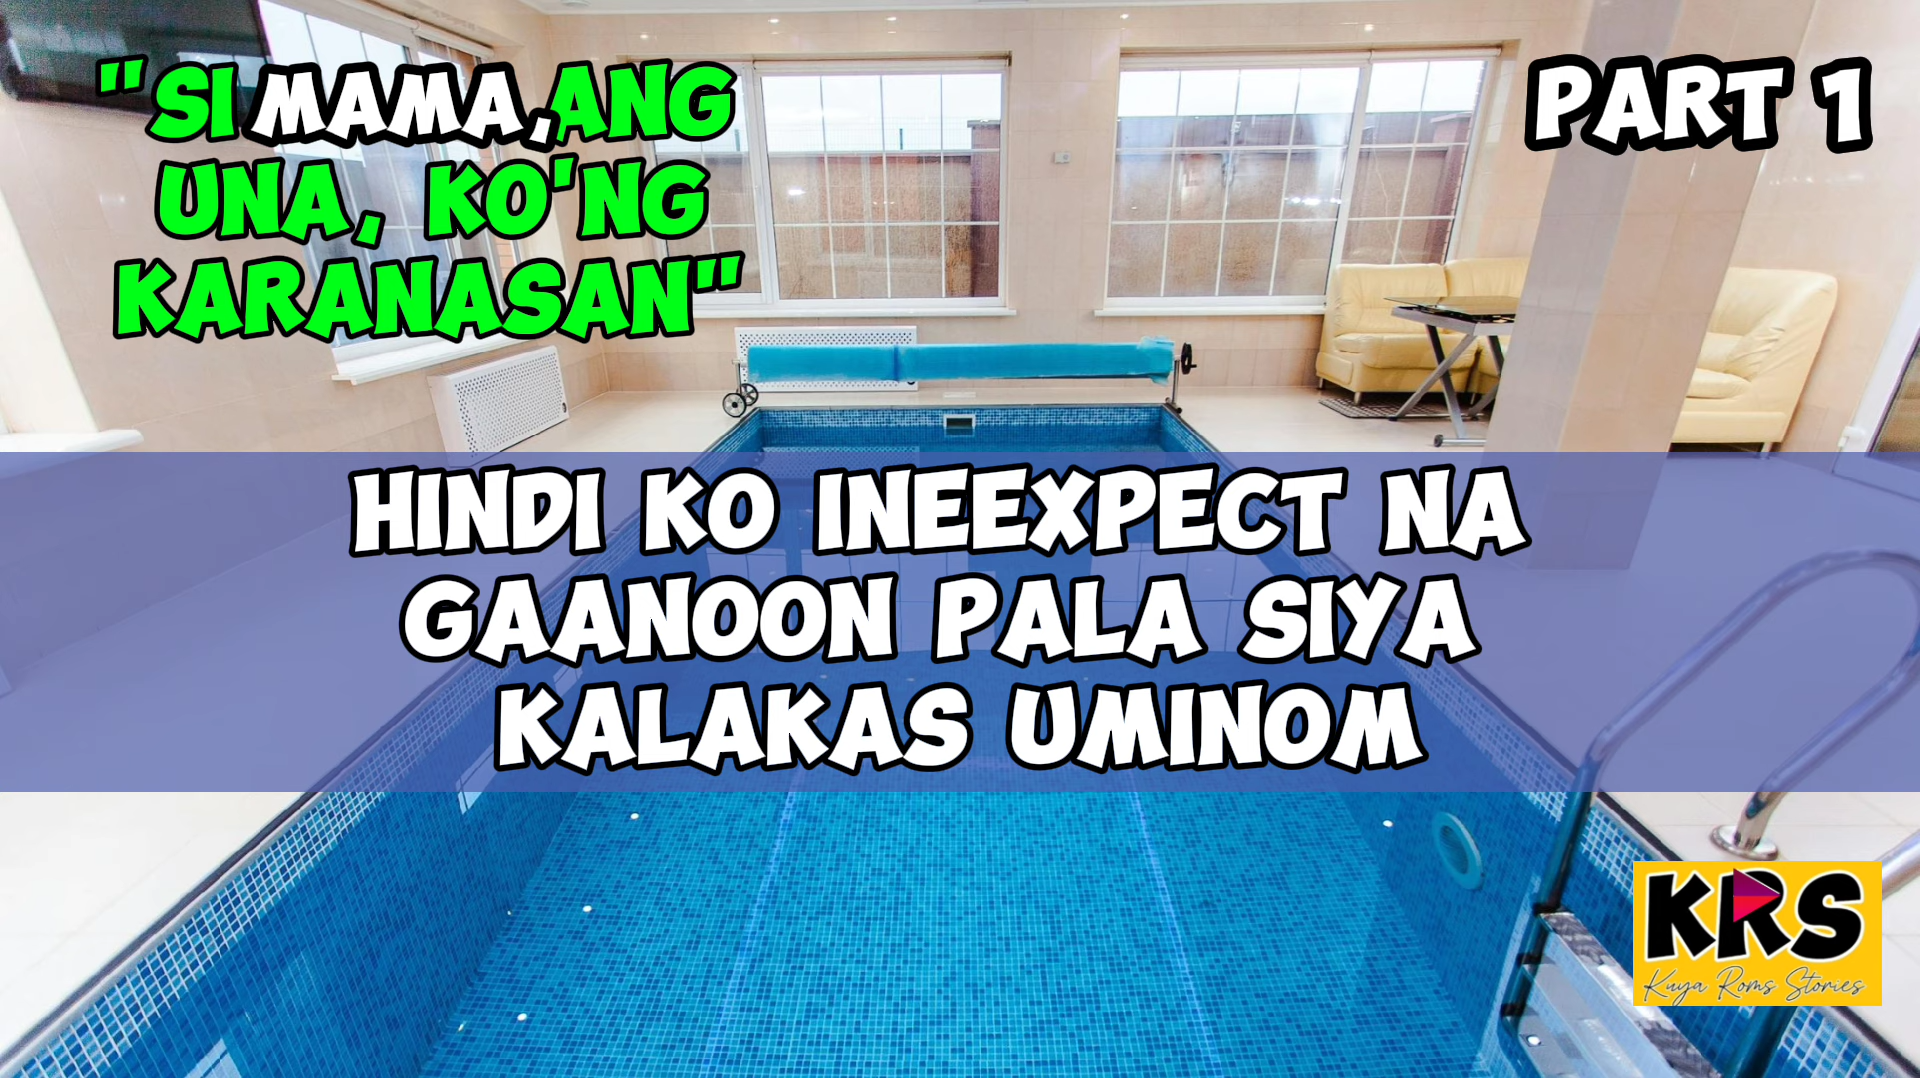 "SI MAMA, ANG
UNA, KO'NG
KARANASAN"
PART 1
HINDI KO INEEXPECT NA
GAANOON PALA SIYA
KALAKAS UMINOM
KRS
Kuya Roms Stories